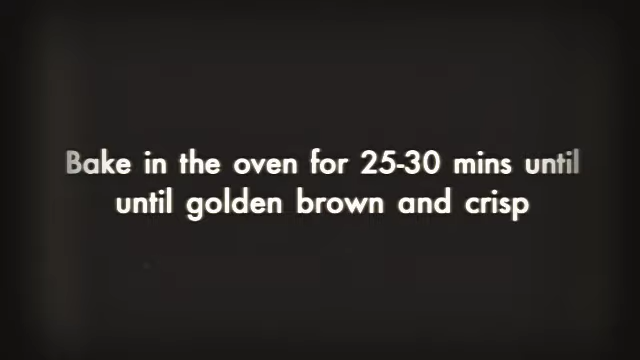 Bake in the oven for 25-30 mins until
until golden brown and crisp